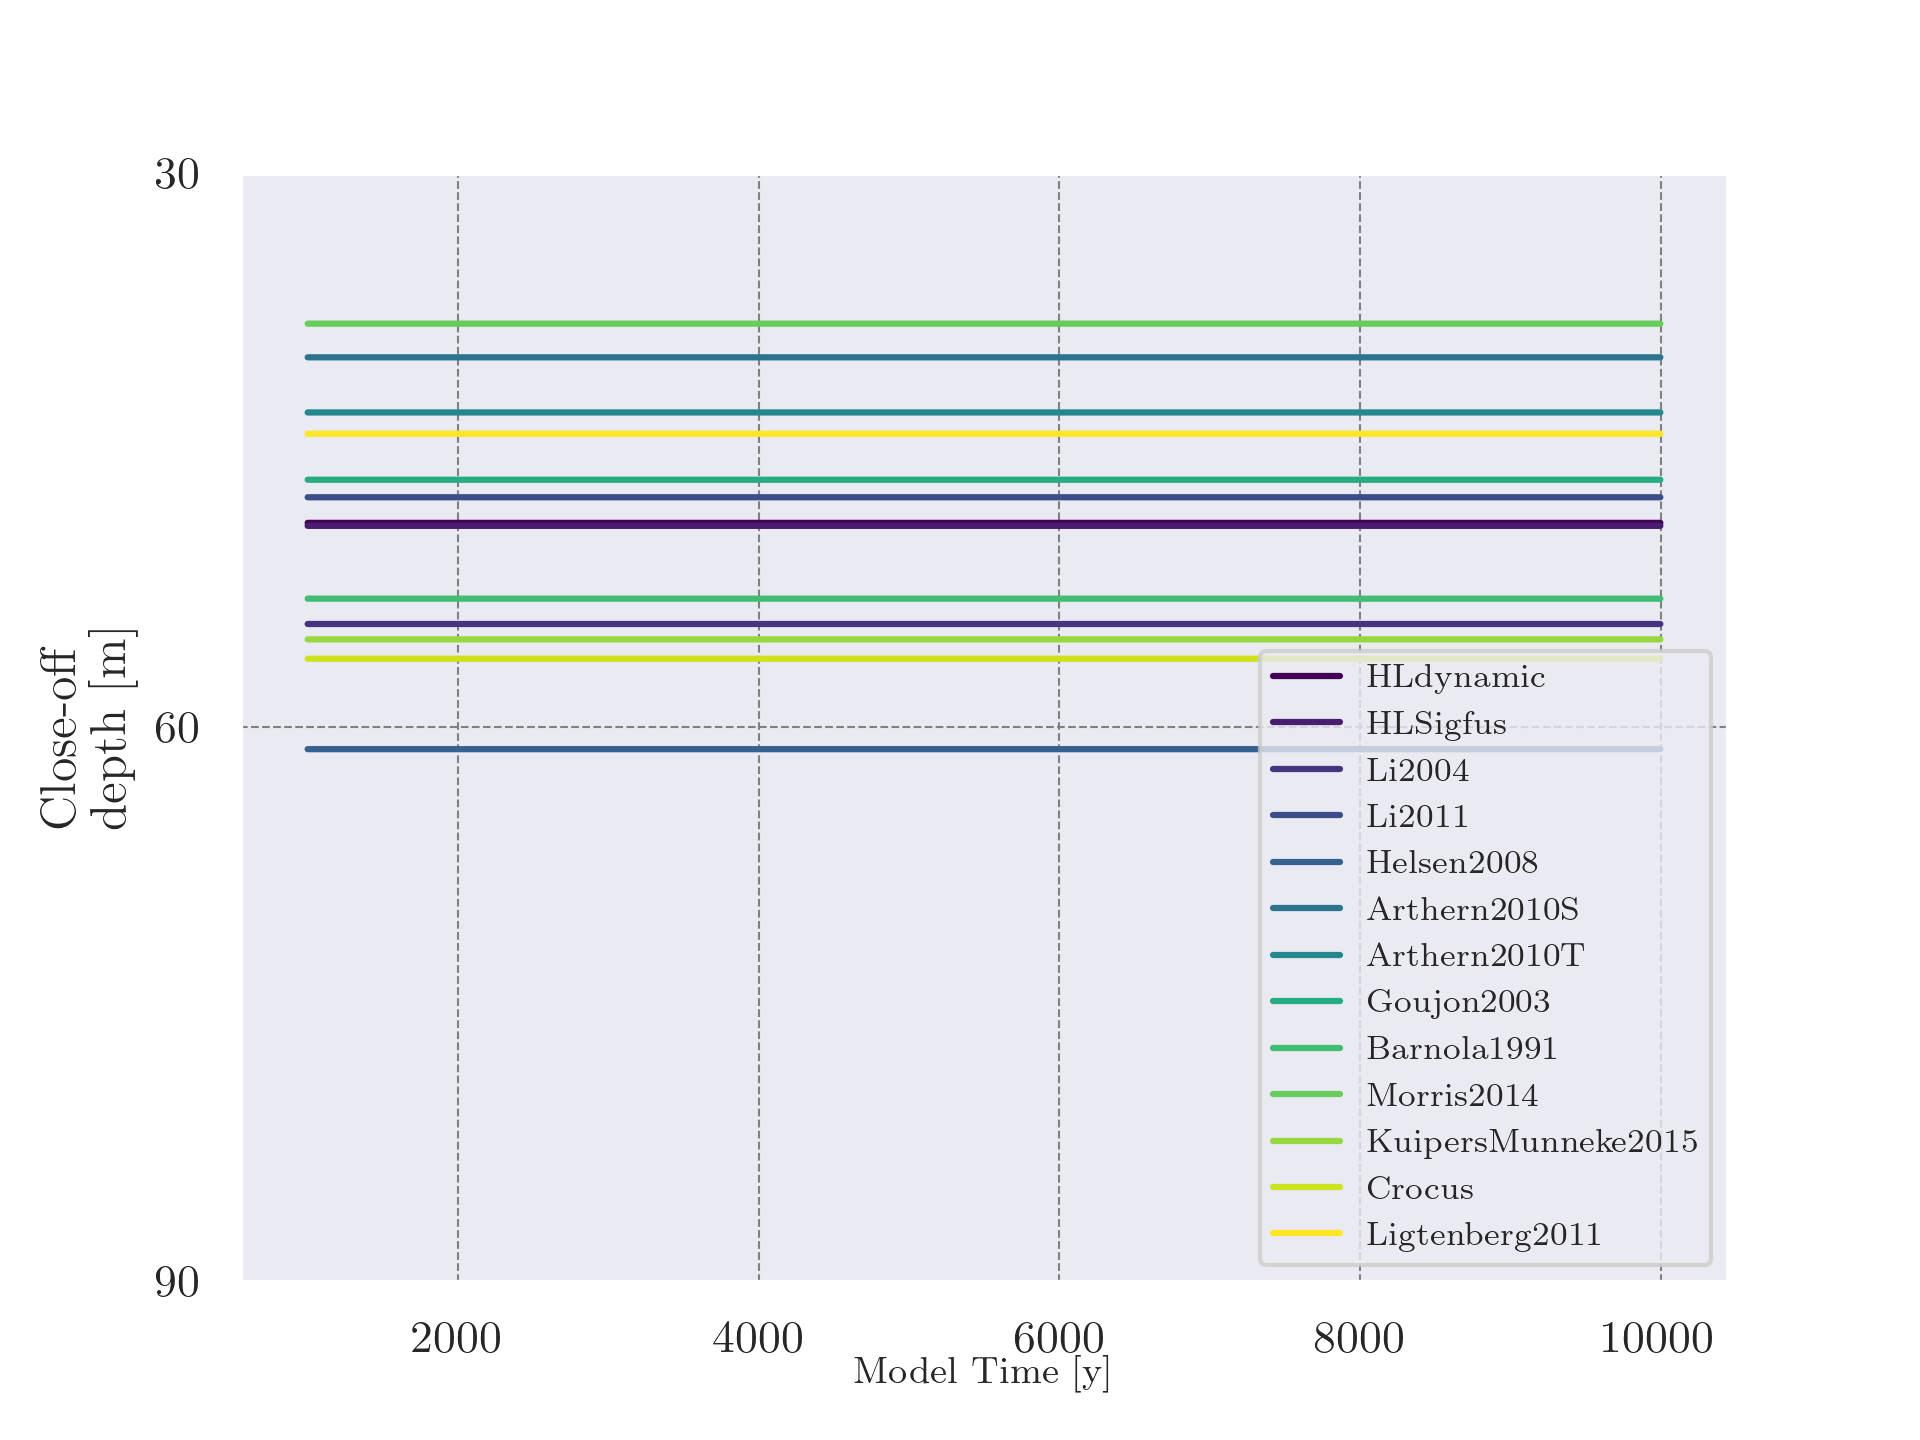 30
60
90
Close-off
depth [m]
2000 4000 6000 8000 10000
Model Time [y]
HLdynamic
HLSigfus
Li2004
Li2011
Helsen2008
Arthern2010S
Arthern2010T
Goujon2003
Barnola1991
Morris2014
KuipersMunneke2015
Crocus
Ligtenberg2011